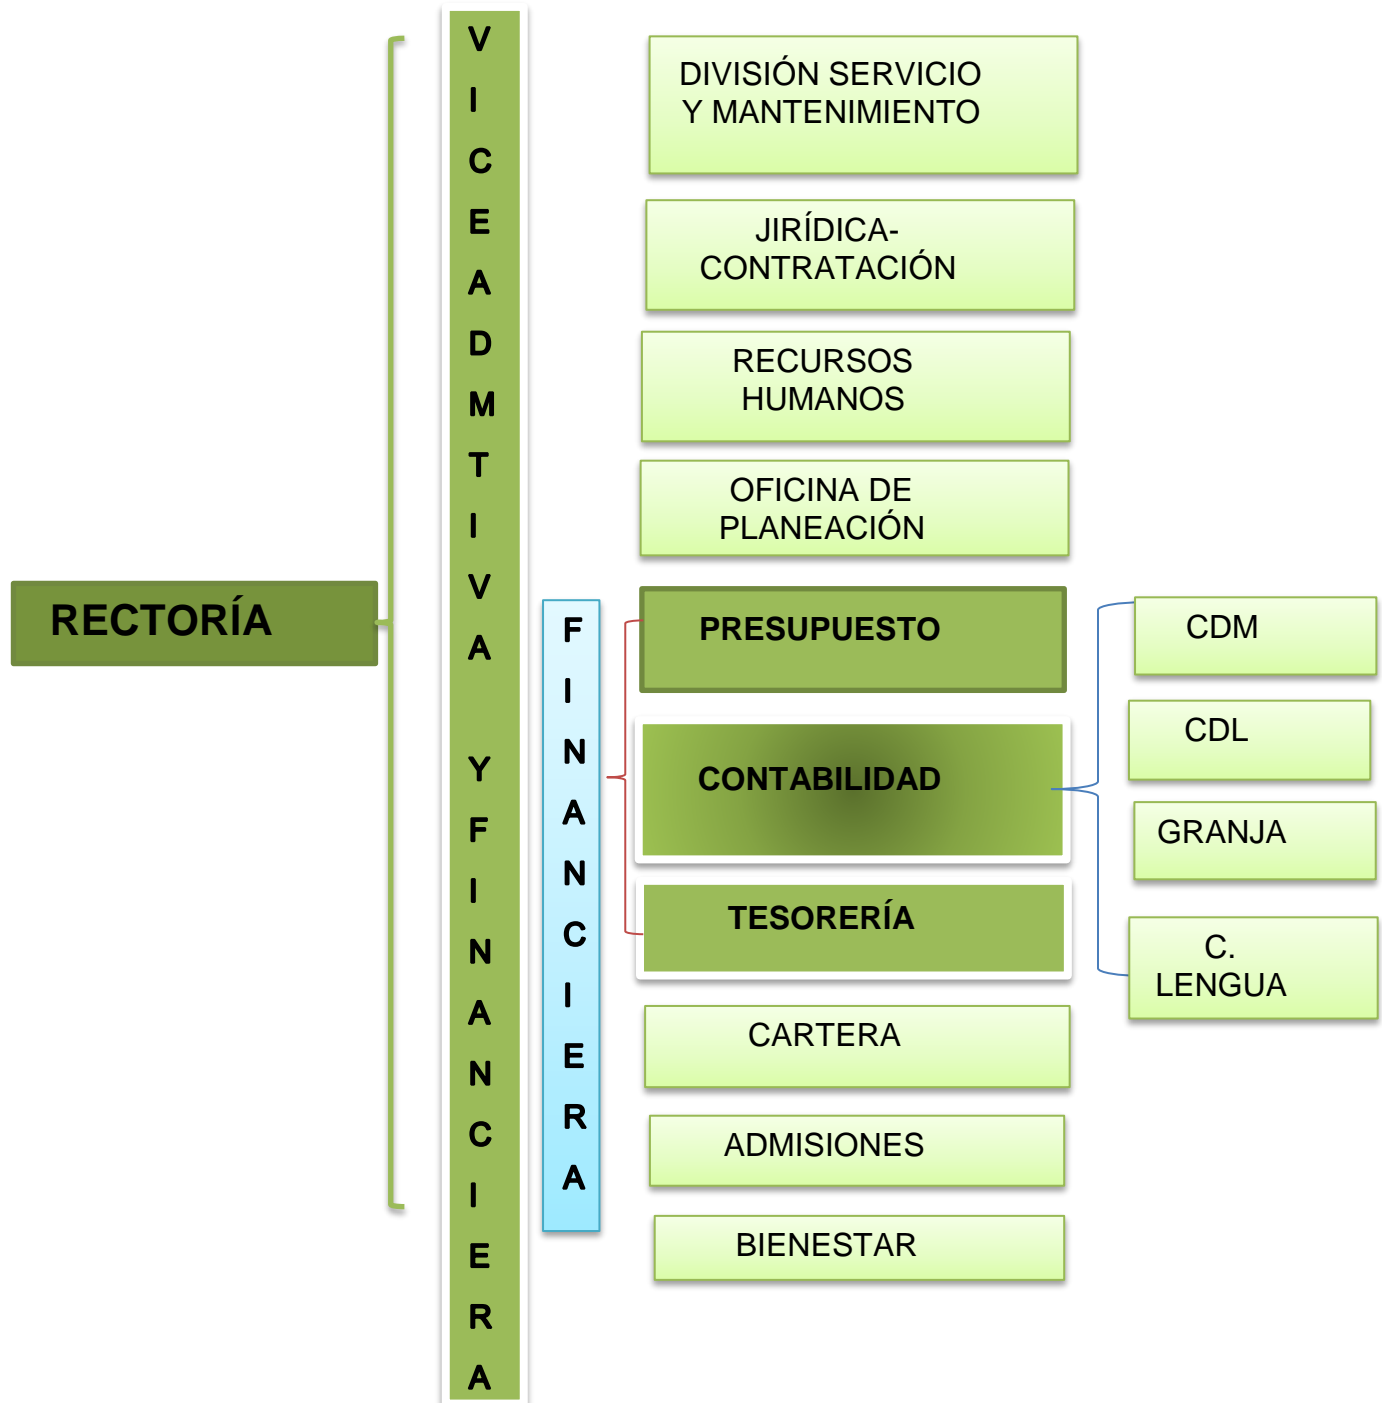 RECTORÍA
VICEADMTIVA YFINANCIERA
FINANCIERA
DIVISIÓN SERVICIO
Y MANTENIMIENTO
JIRÍDICA-
CONTRATACIÓN
RECURSOS
HUMANOS
OFICINA DE
PLANEACIÓN
PRESUPUESTO
CONTABILIDAD
TESORERÍA
CARTERA
ADMISIONES
BIENESTAR
CDM
CDL
GRANJA
C.
LENGUA